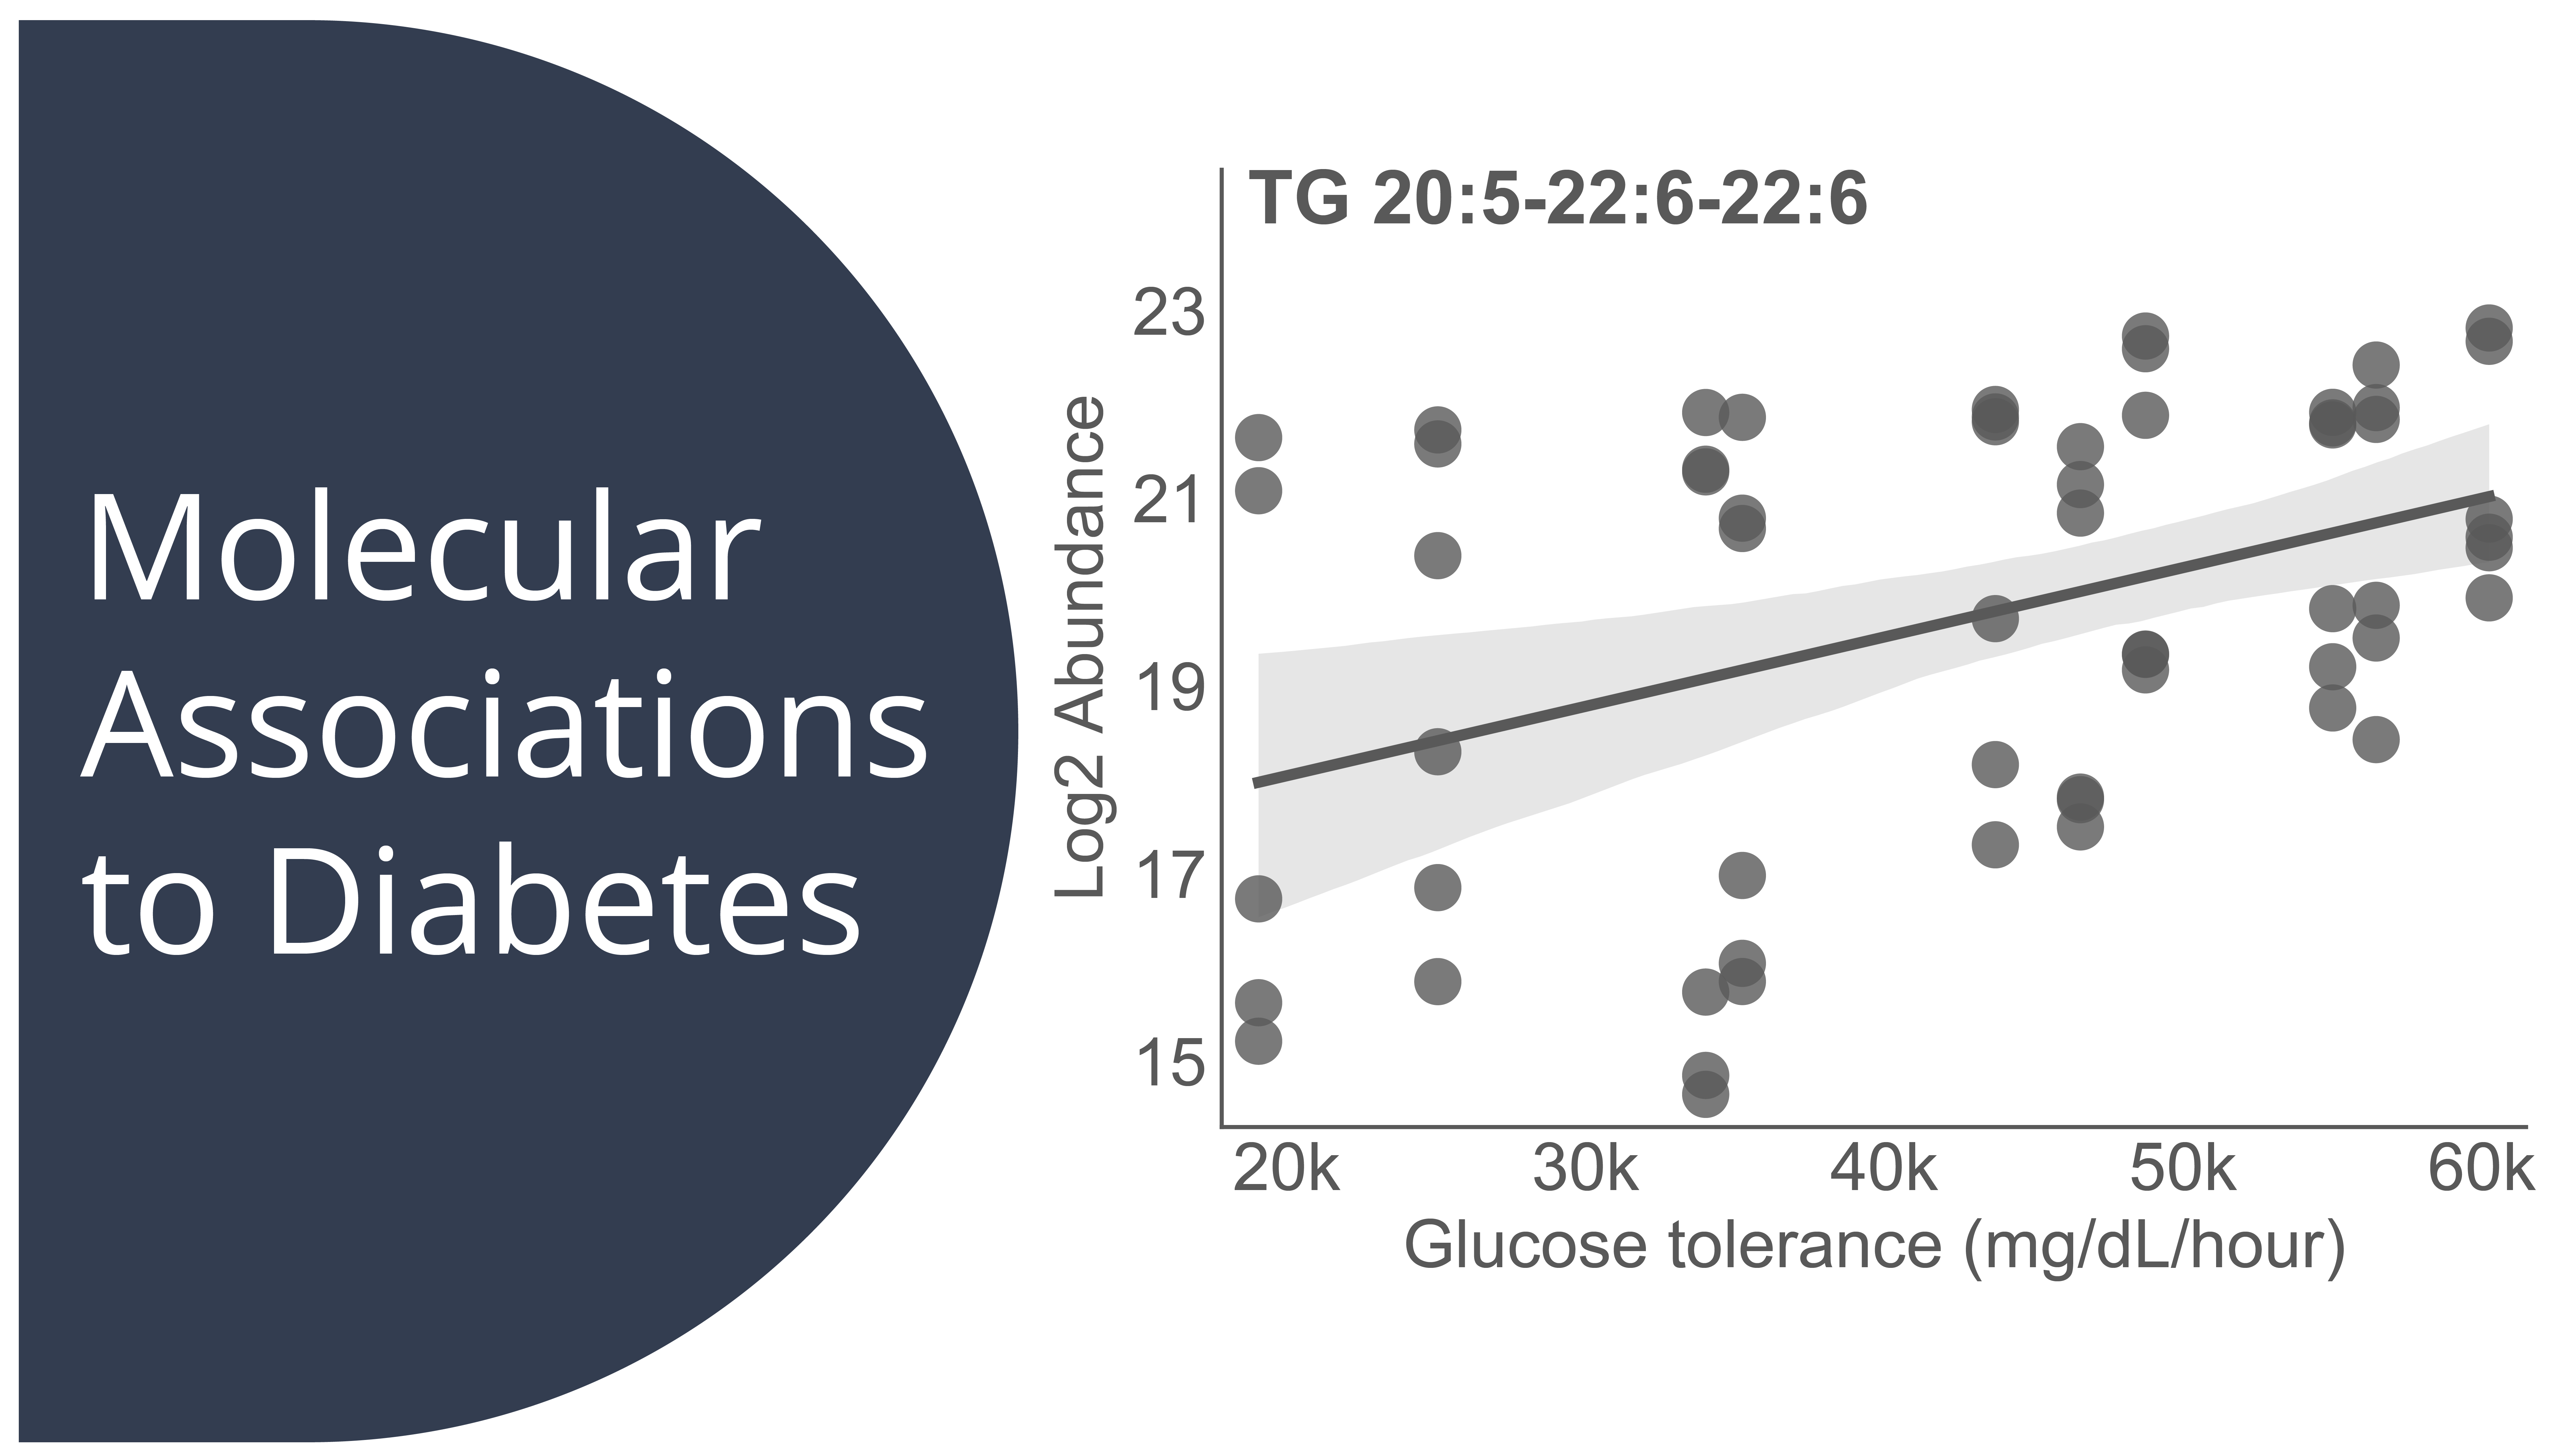 Molecular
Associations
to Diabetes
TG 20:5-22:6-22:6
Log2 Abundance
23
21
19
17
15
20k 30k 40k 50k 60k
Glucose tolerance (mg/dL/hour)